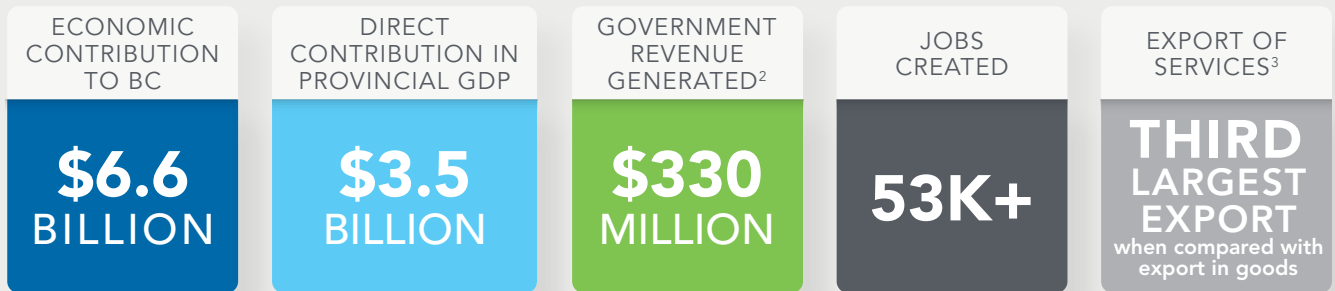 ECONOMIC
CONTRIBUTION
TO BC
$6.6
BILLION
DIRECT
CONTRIBUTION IN
PROVINCIAL GDP
$3.5
BILLION
GOVERNMENT
REVENUE
GENERATED²
$330
MILLION
JOBS
CREATED
53K+
EXPORT OF
SERVICES³
THIRD
LARGEST
EXPORT
when compared with
export in goods